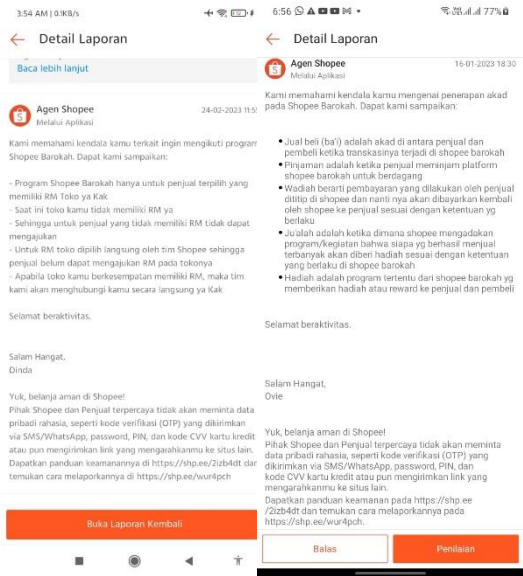 3:54 AM | 0.1KB/s
Detail Laporan
Baca lebih lanjut
Agen Shopee
24-02-2023 11:5
Melalui Aplikasi
Kami memahami kendala kamu terkait ingin mengikuti program
Shopee Barokah. Dapat kami sampaikan:
- Program Shopee Barokah hanya untuk penjual terpilih yang
memiliki RM Toko ya Kak
- Saat ini toko kamu tidak memiliki RM ya
- Sehingga untuk penjual yang tidak memiliki RM tidak dapat
mengajukan
- Untuk RM toko dipilih langsung oleh tim Shopee sehingga
penjual belum dapat mengajukan RM pada tokonya
- Apabila toko kamu berkesempatan memiliki RM, maka tim
kami akan menghubungi kamu secara langsung ya Kak
Selamat beraktivitas.
Salam Hangat,
Dinda
Yuk, belanja aman di Shopee!
Pihak Shopee dan Penjual terpercaya tidak akan meminta data
pribadi rahasia, seperti kode verifikasi (OTP) yang dikirimkan
via SMS/WhatsApp, password, PIN, dan kode CVV kartu kredit
atau pun mengirimkan link yang mengarahkanmu ke situs lain.
Dapatkan panduan keamanannya di https://shp.ee/2izb4dt dan
temukan cara melaporkannya di https://shp.ee/wur4pch
Buka Laporan Kembali
6:56
77%
Detail Laporan
Agen Shopee
16-01-2023 18:30
Melalui Aplikasi
Kami memahami kendala kamu mengenai penerapan akad
pada Shopee Barokah. Dapat kami sampaikan:
• Jual beli (ba'i) adalah akad di antara penjual dan
pembeli ketika transkasinya terjadi di shopee barokah
• Pinjaman adalah ketika penjual meminjam platform
shopee barokah untuk berdagang
• Wadiah berarti pembayaran yang dilakukan oleh penjual
dititip di shopee dan nanti nya akan dibayarkan kembali
oleh shopee ke penjual sesuai dengan ketentuan yg
berlaku
• Ju'alah adalah ketika dimana shopee mengadakan
program/kegiatan bahwa siapa yg berhasil menjual
terbanyak akan diberi hadiah sesuai dengan ketentuan
yang berlaku di shopee barokah
• Hadiah adalah program tertentu dari shopee barokah yg
memberikan hadiah atau reward ke penjual dan pembeli
Selamat beraktivitas.
Salam Hangat,
Ovie
Yuk, belanja aman di Shopee!
Pihak Shopee dan Penjual terpercaya tidak akan meminta
data pribadi rahasia, seperti kode verifikasi (OTP) yang
dikirimkan via SMS/WhatsApp, password, PIN, dan
kode CVV kartu kredit atau pun mengirimkan link yang
mengarahkannmu ke situs lain.
Dapatkan panduan keamanan pada https://shp.ee
/2izb4dt dan temukan cara melaporkannya pada
https://shp.ee/wur4pch.
Balas
Penilaian